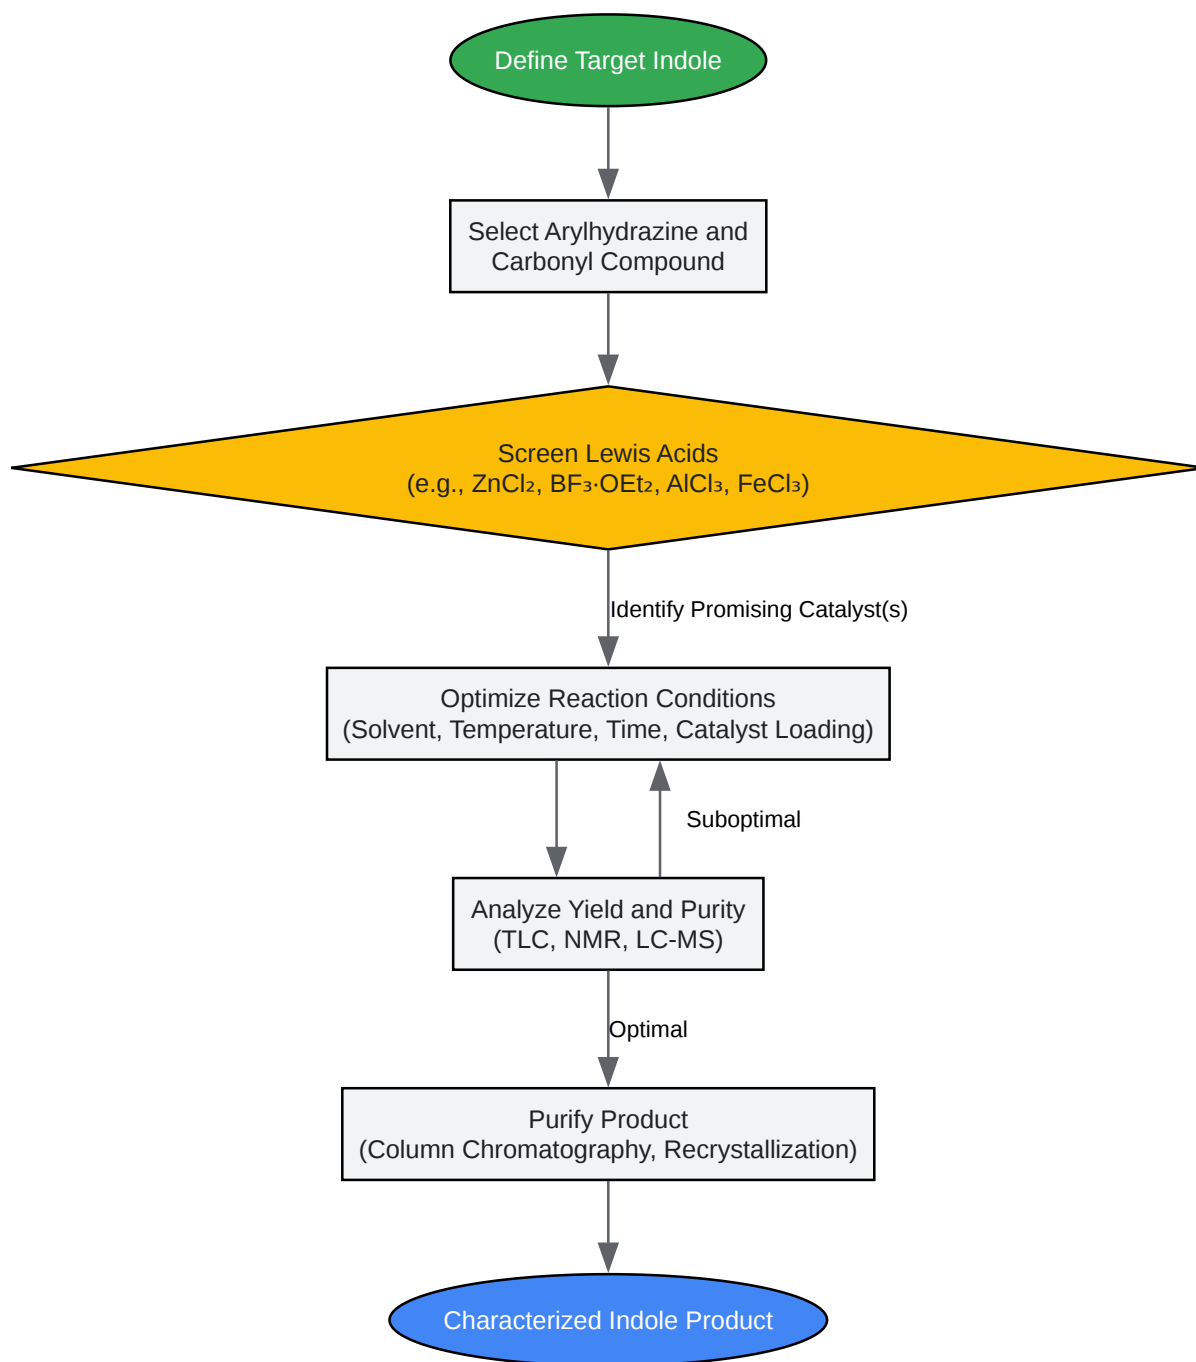 Define Target Indole
Select Arylhydrazine and
Carbonyl Compound
Screen Lewis Acids
(e.g., ZnCl₂, BF₃·OEt₂, AlCl₃, FeCl₃)
Identify Promising Catalyst(s)
Optimize Reaction Conditions
(Solvent, Temperature, Time, Catalyst Loading)
Suboptimal
Analyze Yield and Purity
(TLC, NMR, LC-MS)
Optimal
Purify Product
(Column Chromatography, Recrystallization)
Characterized Indole Product